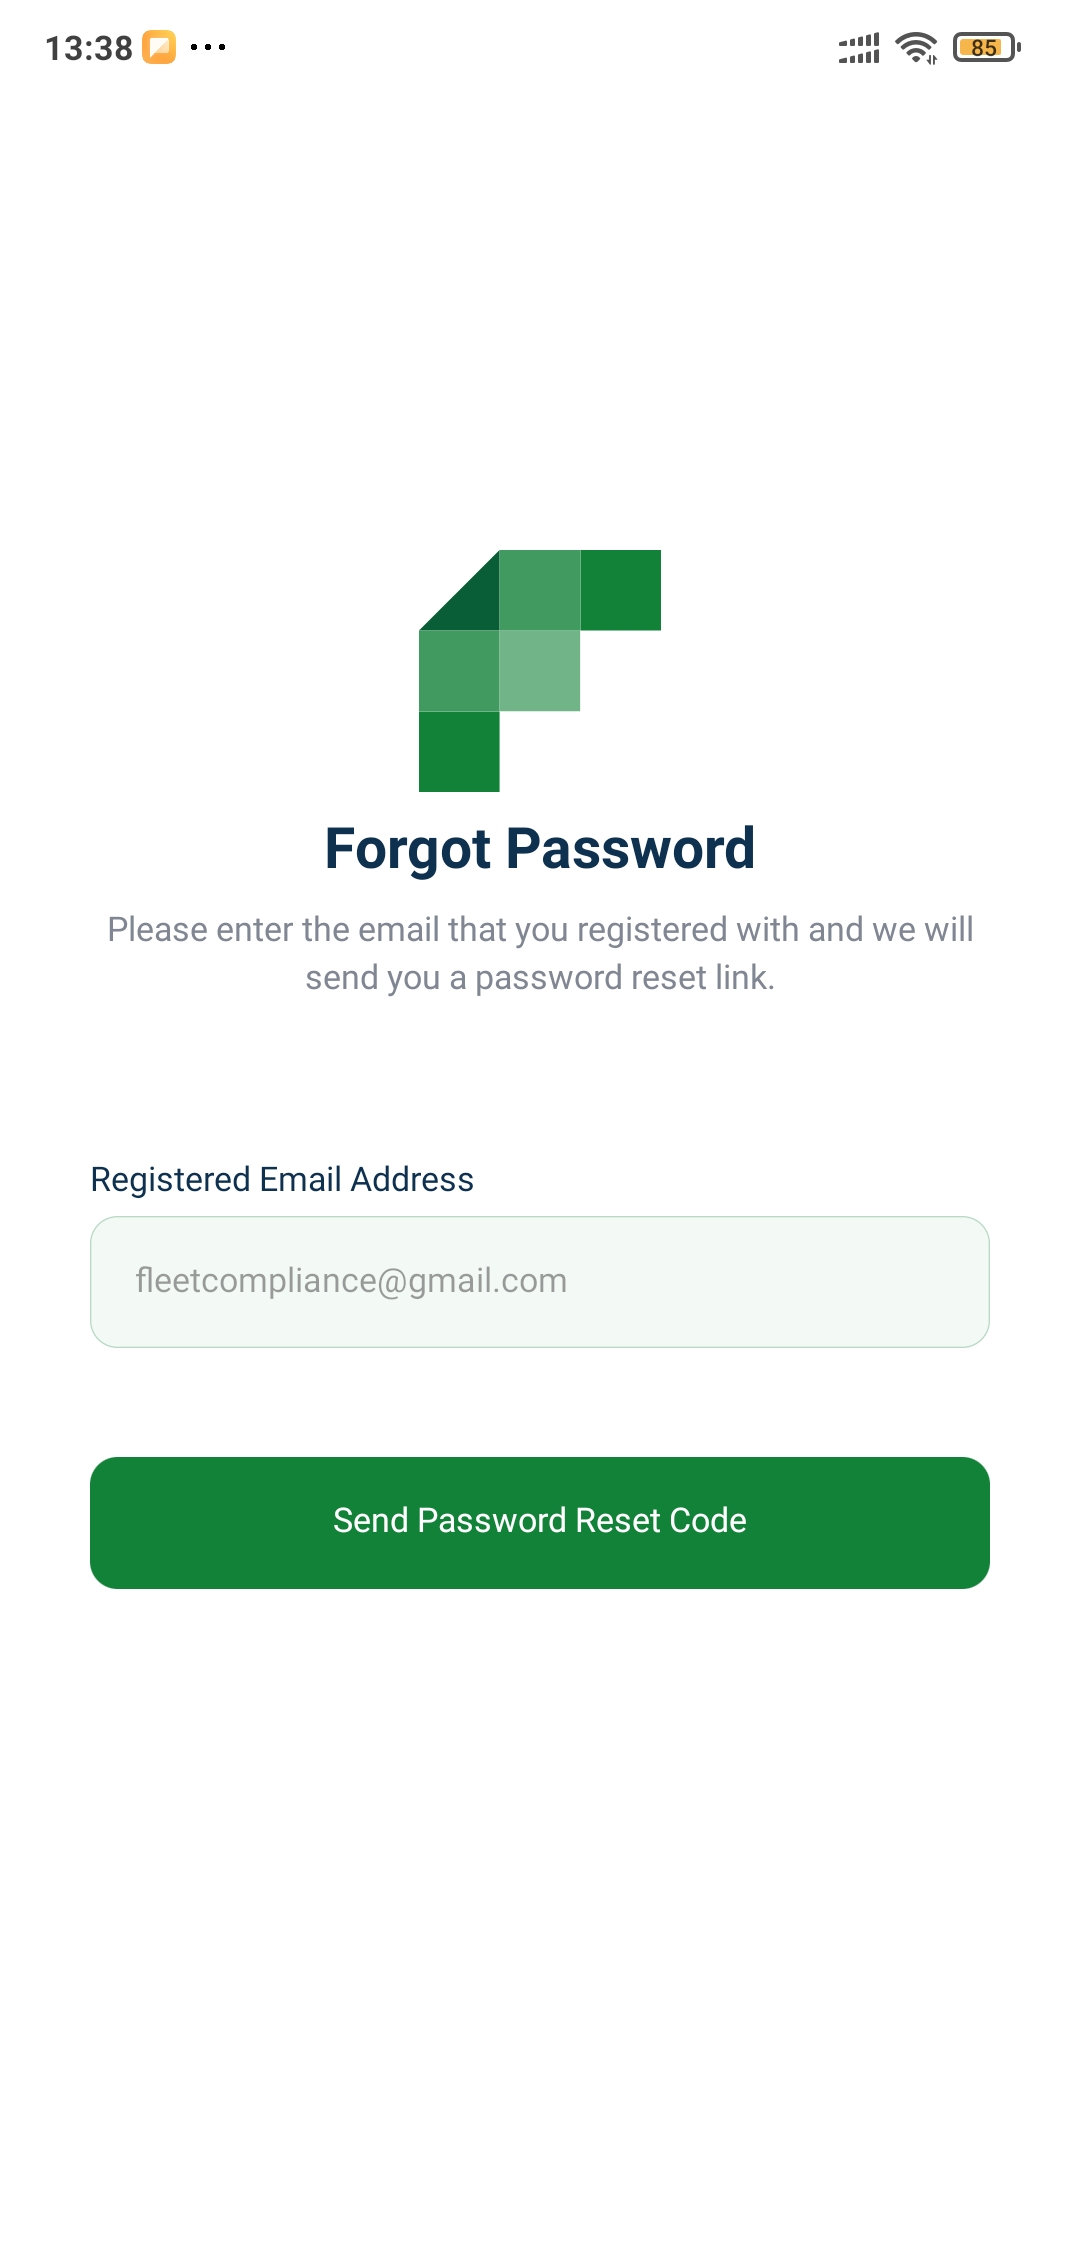 13:38
85
Forgot Password
Please enter the email that you registered with and we will
send you a password reset link.
Registered Email Address
fleetcompliance@gmail.com
Send Password Reset Code